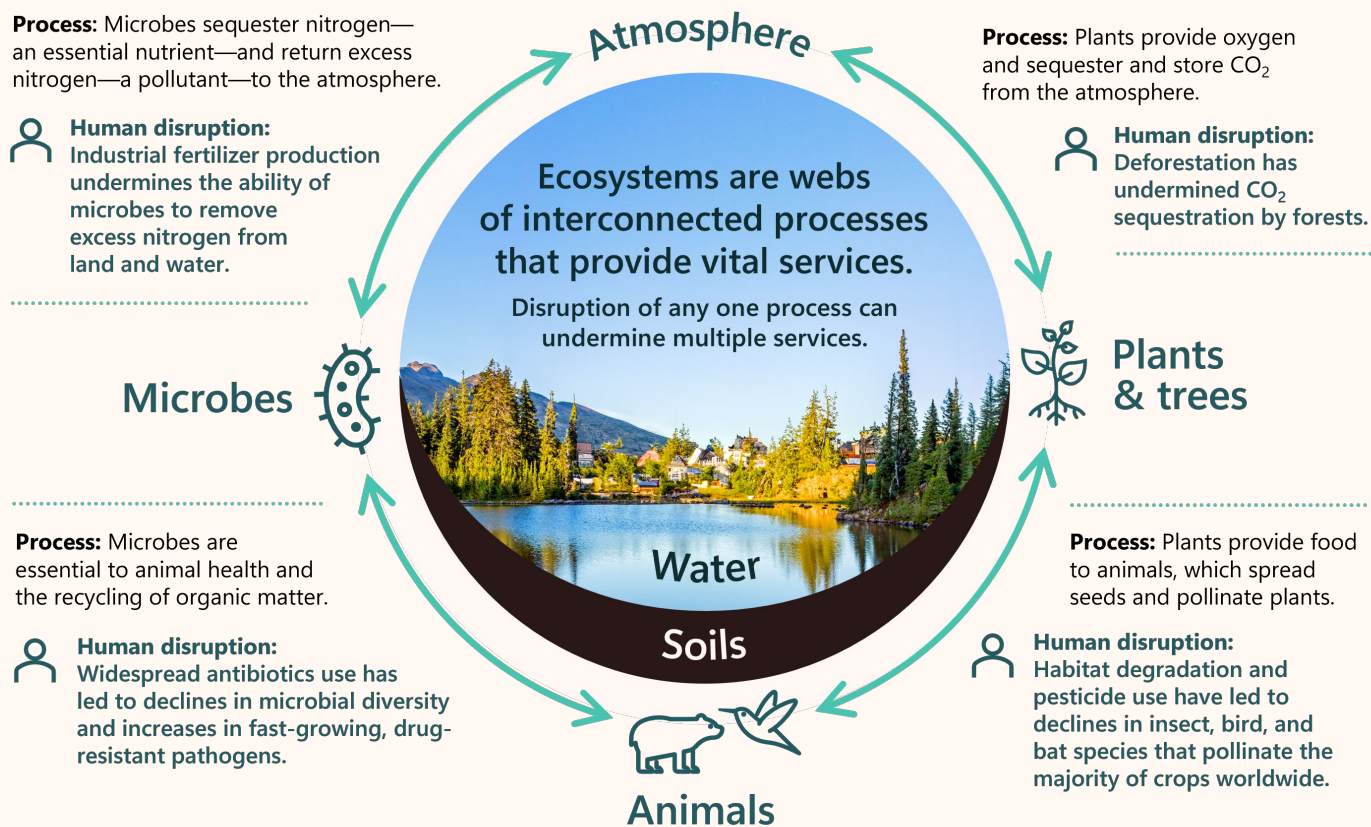 Atmosphere
Process: Microbes sequester nitrogen—
an essential nutrient—and return excess
nitrogen—a pollutant—to the atmosphere.
Human disruption:
Industrial fertilizer production
undermines the ability of
microbes to remove
excess nitrogen from
land and water.
Process: Plants provide oxygen
and sequester and store CO₂
from the atmosphere.
Human disruption:
Deforestation has
undermined CO₂
sequestration by forests.
Ecosystems are webs
of interconnected processes
that provide vital services.
Disruption of any one process can
undermine multiple services.
Microbes
Plants
& trees
Water
Soils
Process: Microbes are
essential to animal health and
the recycling of organic matter.
Human disruption:
Widespread antibiotics use has
led to declines in microbial diversity
and increases in fast-growing, drug-
resistant pathogens.
Process: Plants provide food
to animals, which spread
seeds and pollinate plants.
Human disruption:
Habitat degradation and
pesticide use have led to
declines in insect, bird, and
bat species that pollinate the
majority of crops worldwide.
Animals